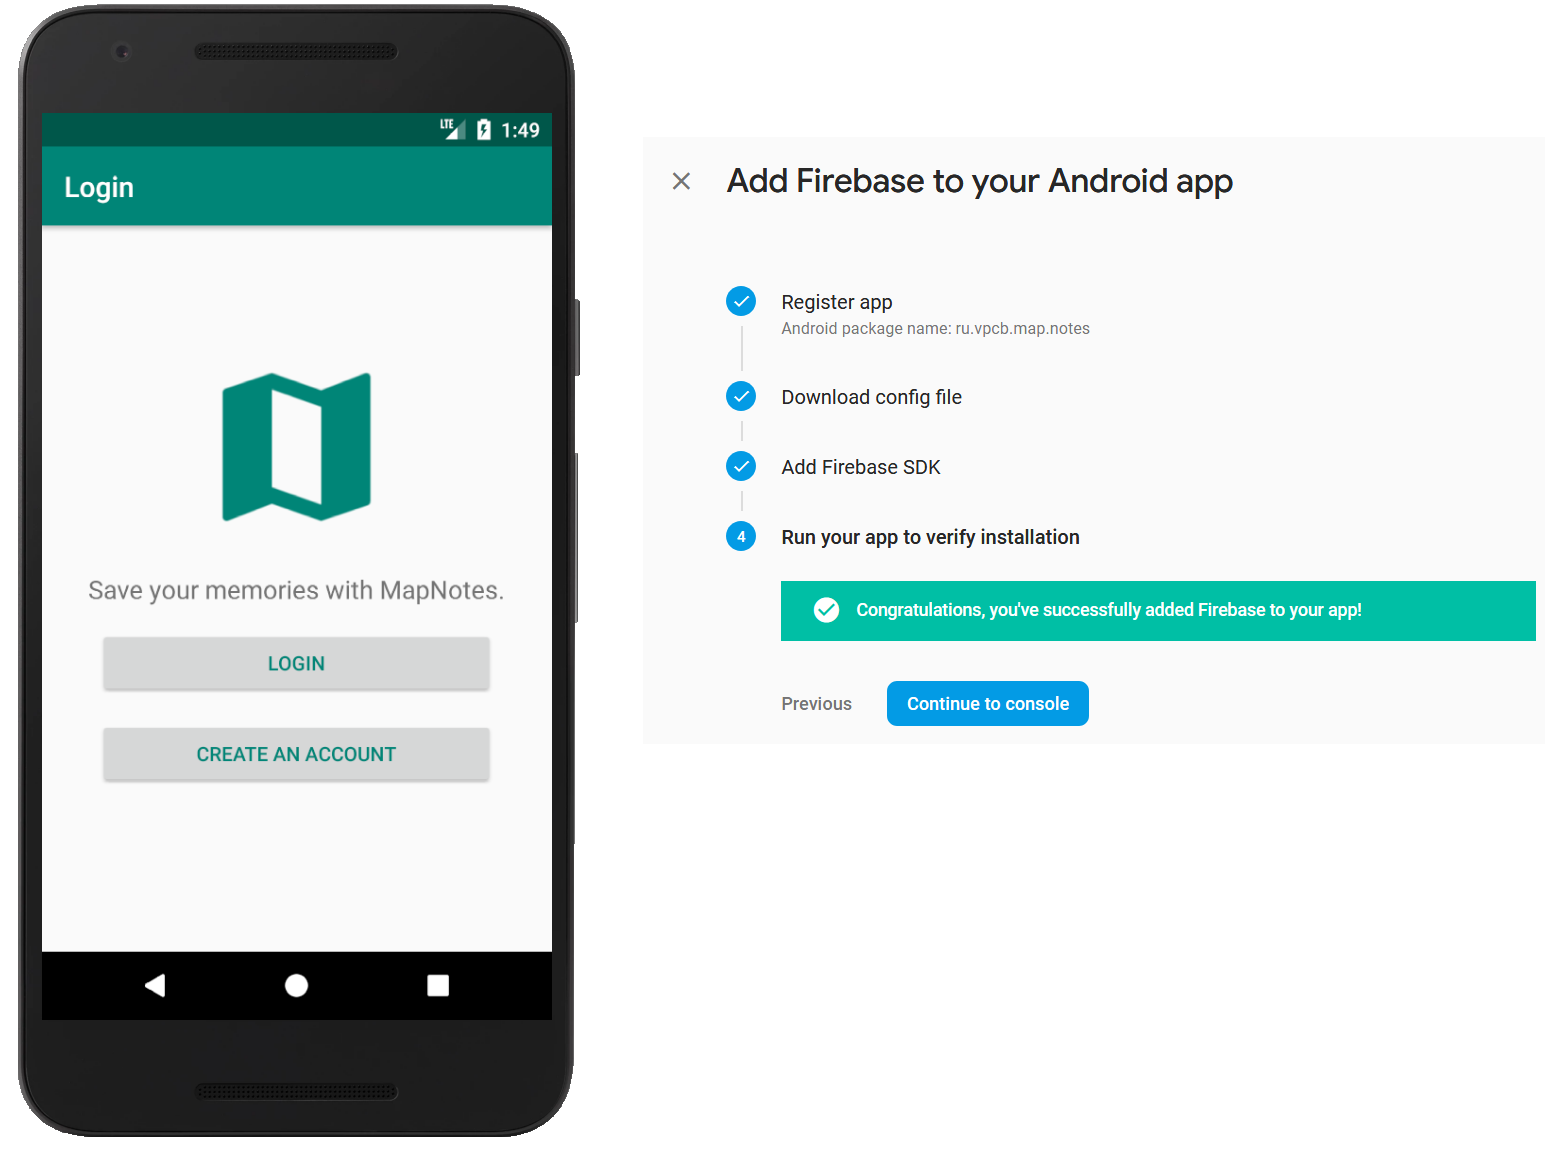 LTE 1:49
Login
Save your memories with MapNotes.
LOGIN
CREATE AN ACCOUNT
Add Firebase to your Android app
Register app
Android package name: ru.vpcb.map.notes
Download config file
Add Firebase SDK
4 Run your app to verify installation
Congratulations, you've successfully added Firebase to your app!
Previous Continue to console